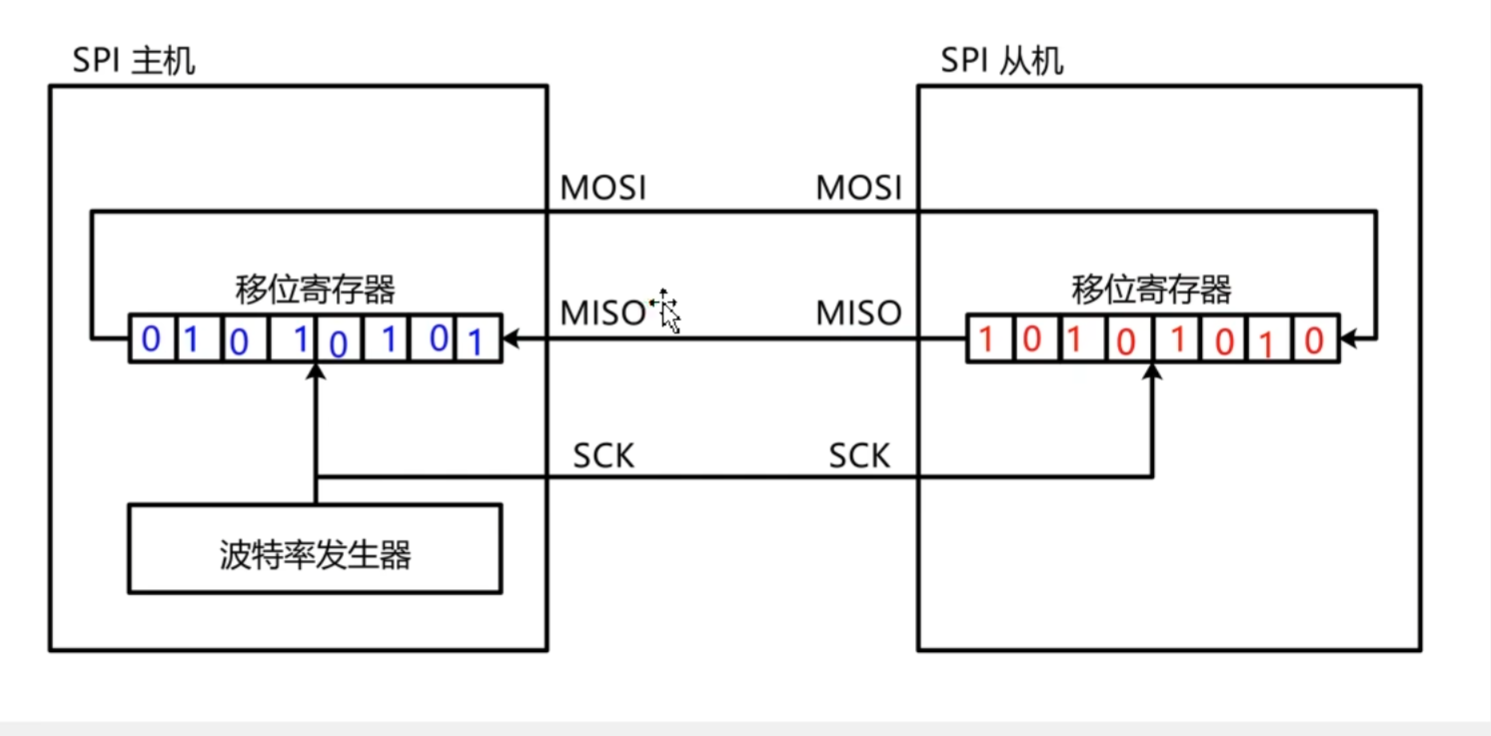 SPI 主机
SPI 从机
MOSI
MOSI
移位寄存器
MISO
MISO
移位寄存器
0 1 0 1 0 1 0 1
1 0 1 0 1 0 1 0
SCK
SCK
波特率发生器